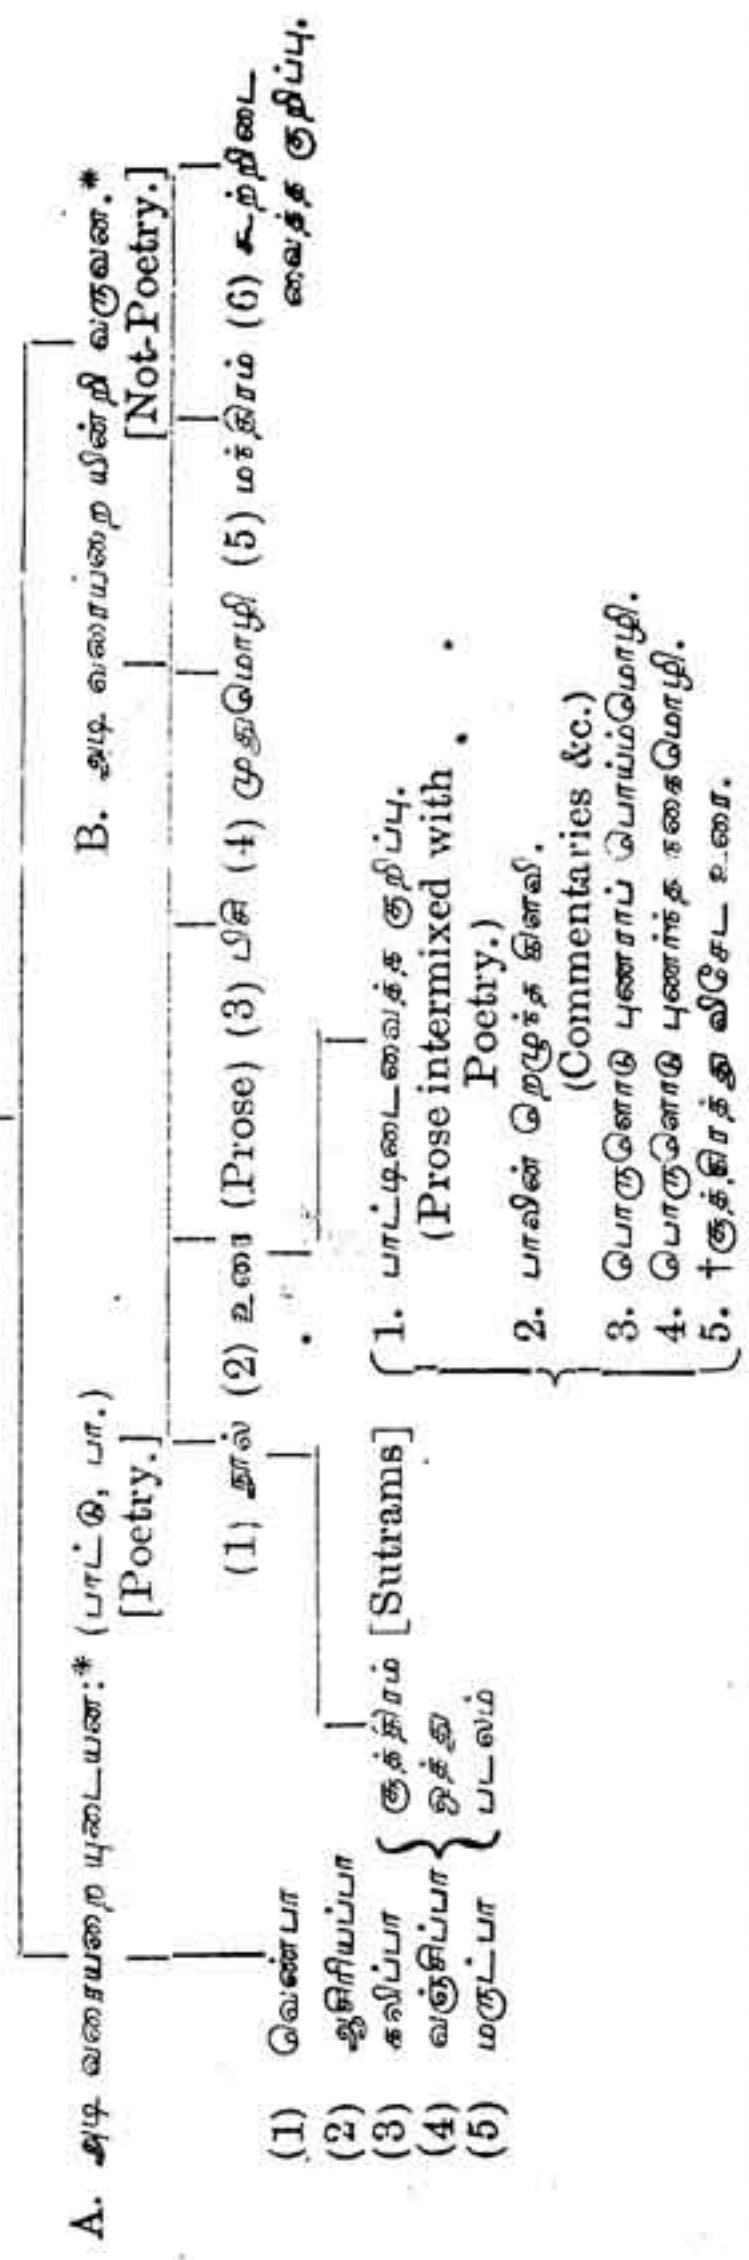 A. அடி வரையறை யுடையன:* (பாட்டு, பா.)
[Poetry.]
(1) வெண்பா
(2) ஆசிரியப்பா
(3) கலிப்பா
(4) வஞ்சிப்பா
(5) மருட்பா
B. அடி வரையறை யின்றி வருவன.*
[Not-Poetry.]
(1) நூல் (2) உரை (Prose) (3) பிசி (4) முதுமொழி (5) மந்திரம் (6) கூற்றிடை
வைத்த குறிப்பு.
சூத்திரம் [Sutrams]
ஒத்து
படலம்
1. பாட்டிடைவைத்த குறிப்பு.
(Prose intermixed with
Poetry.)
2. பாவின் றெழுந்த கிளவி.
(Commentaries &c.)
3. பொருளொடு புணராப் பொய்ம்மொழி.
4. பொருளொடு புணர்ந்த நகைமொழி.
5. †சூத்திரத்து விசேட உரை.